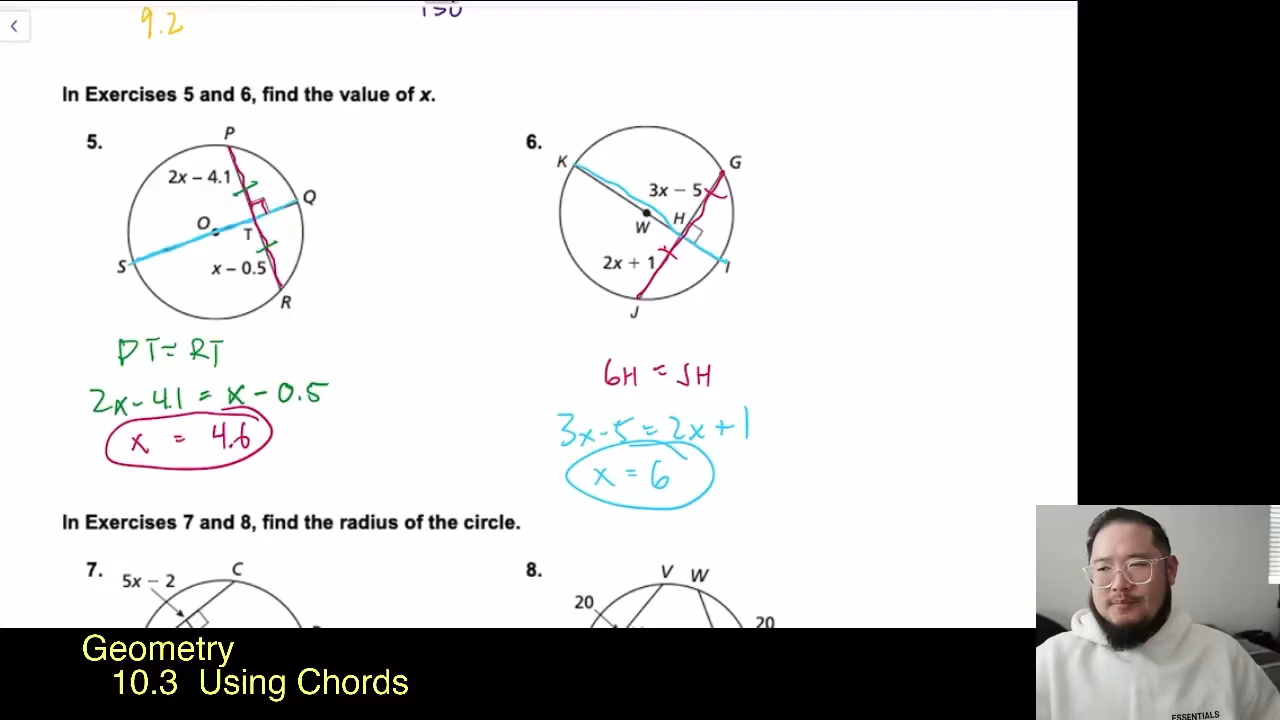 9.2
130
In Exercises 5 and 6, find the value of x.
5.
P
2x – 4.1
Q
O
T
S
x – 0.5
R
PT = RT
2x – 4.1 = x – 0.5
x = 4.6
6.
K
G
3x – 5
H
W
2x + 1
I
J
GH = JH
3x – 5 = 2x + 1
x = 6
In Exercises 7 and 8, find the radius of the circle.
7.
5x – 2
C
8.
V W
20
20
Geometry
10.3 Using Chords
ESSENTIALS